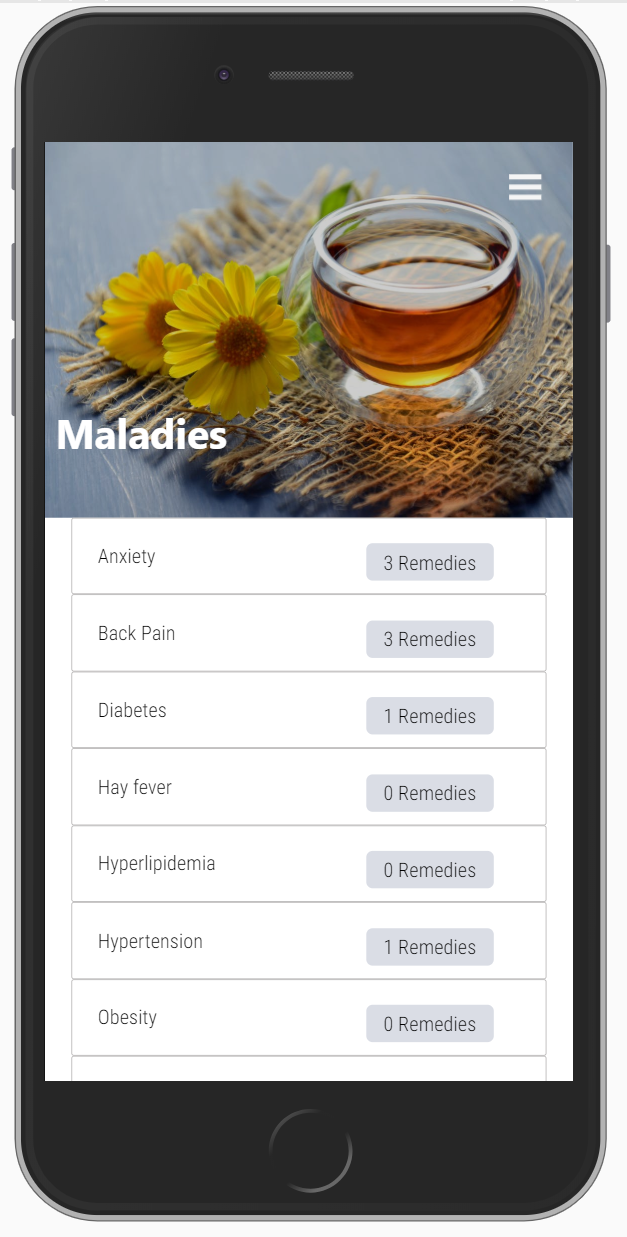 Maladies
Anxiety 3 Remedies
Back Pain 3 Remedies
Diabetes 1 Remedies
Hay fever 0 Remedies
Hyperlipidemia 0 Remedies
Hypertension 1 Remedies
Obesity 0 Remedies